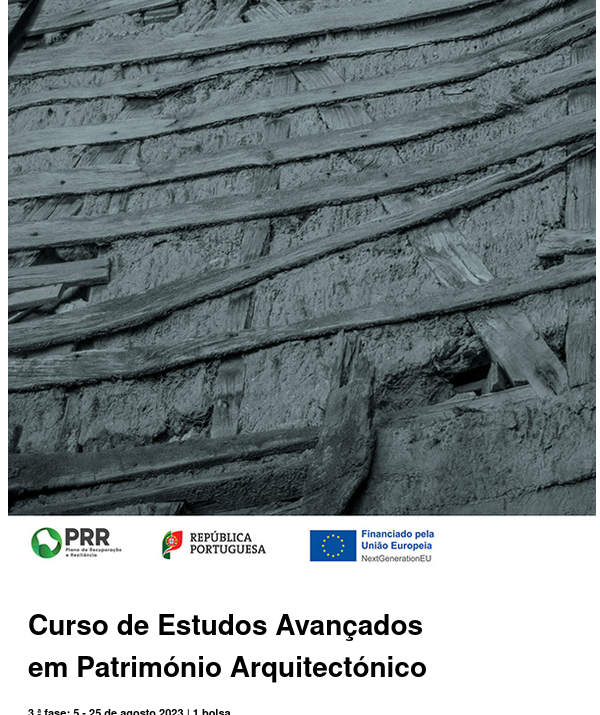 PRR
Plano de Recuperação
e Resiliência
REPÚBLICA
PORTUGUESA
Financiado pela
União Europeia
NextGenerationEU
Curso de Estudos Avançados
em Património Arquitectónico
3.ª fase: 5 - 25 de agosto 2023 | 1 bolsa